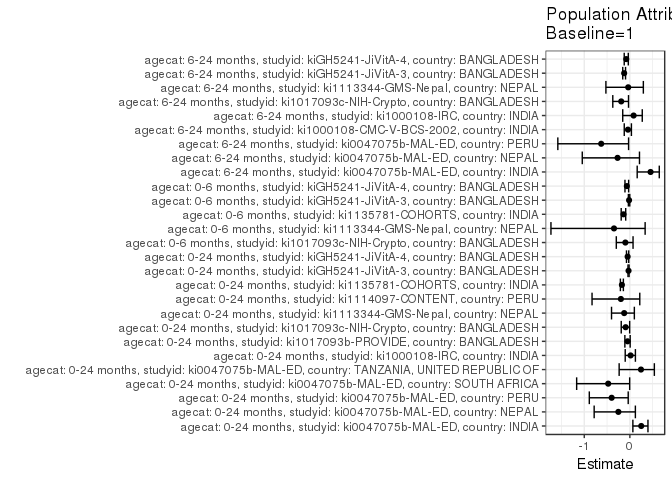 Population Attri
Baseline=1
agecat: 6-24 months, studyid: kiGH5241-JiVitA-4, country: BANGLADESH
agecat: 6-24 months, studyid: kiGH5241-JiVitA-3, country: BANGLADESH
agecat: 6-24 months, studyid: ki1113344-GMS-Nepal, country: NEPAL
agecat: 6-24 months, studyid: ki1017093c-NIH-Crypto, country: BANGLADESH
agecat: 6-24 months, studyid: ki1000108-IRC, country: INDIA
agecat: 6-24 months, studyid: ki1000108-CMC-V-BCS-2002, country: INDIA
agecat: 6-24 months, studyid: ki0047075b-MAL-ED, country: PERU
agecat: 6-24 months, studyid: ki0047075b-MAL-ED, country: NEPAL
agecat: 6-24 months, studyid: ki0047075b-MAL-ED, country: INDIA
agecat: 0-6 months, studyid: kiGH5241-JiVitA-4, country: BANGLADESH
agecat: 0-6 months, studyid: kiGH5241-JiVitA-3, country: BANGLADESH
agecat: 0-6 months, studyid: ki1135781-COHORTS, country: INDIA
agecat: 0-6 months, studyid: ki1113344-GMS-Nepal, country: NEPAL
agecat: 0-6 months, studyid: ki1017093c-NIH-Crypto, country: BANGLADESH
agecat: 0-24 months, studyid: kiGH5241-JiVitA-4, country: BANGLADESH
agecat: 0-24 months, studyid: kiGH5241-JiVitA-3, country: BANGLADESH
agecat: 0-24 months, studyid: ki1135781-COHORTS, country: INDIA
agecat: 0-24 months, studyid: ki1114097-CONTENT, country: PERU
agecat: 0-24 months, studyid: ki1113344-GMS-Nepal, country: NEPAL
agecat: 0-24 months, studyid: ki1017093c-NIH-Crypto, country: BANGLADESH
agecat: 0-24 months, studyid: ki1017093b-PROVIDE, country: BANGLADESH
agecat: 0-24 months, studyid: ki1000108-IRC, country: INDIA
agecat: 0-24 months, studyid: ki0047075b-MAL-ED, country: TANZANIA, UNITED REPUBLIC OF
agecat: 0-24 months, studyid: ki0047075b-MAL-ED, country: SOUTH AFRICA
agecat: 0-24 months, studyid: ki0047075b-MAL-ED, country: PERU
agecat: 0-24 months, studyid: ki0047075b-MAL-ED, country: NEPAL
agecat: 0-24 months, studyid: ki0047075b-MAL-ED, country: INDIA
-1 0
Estimate